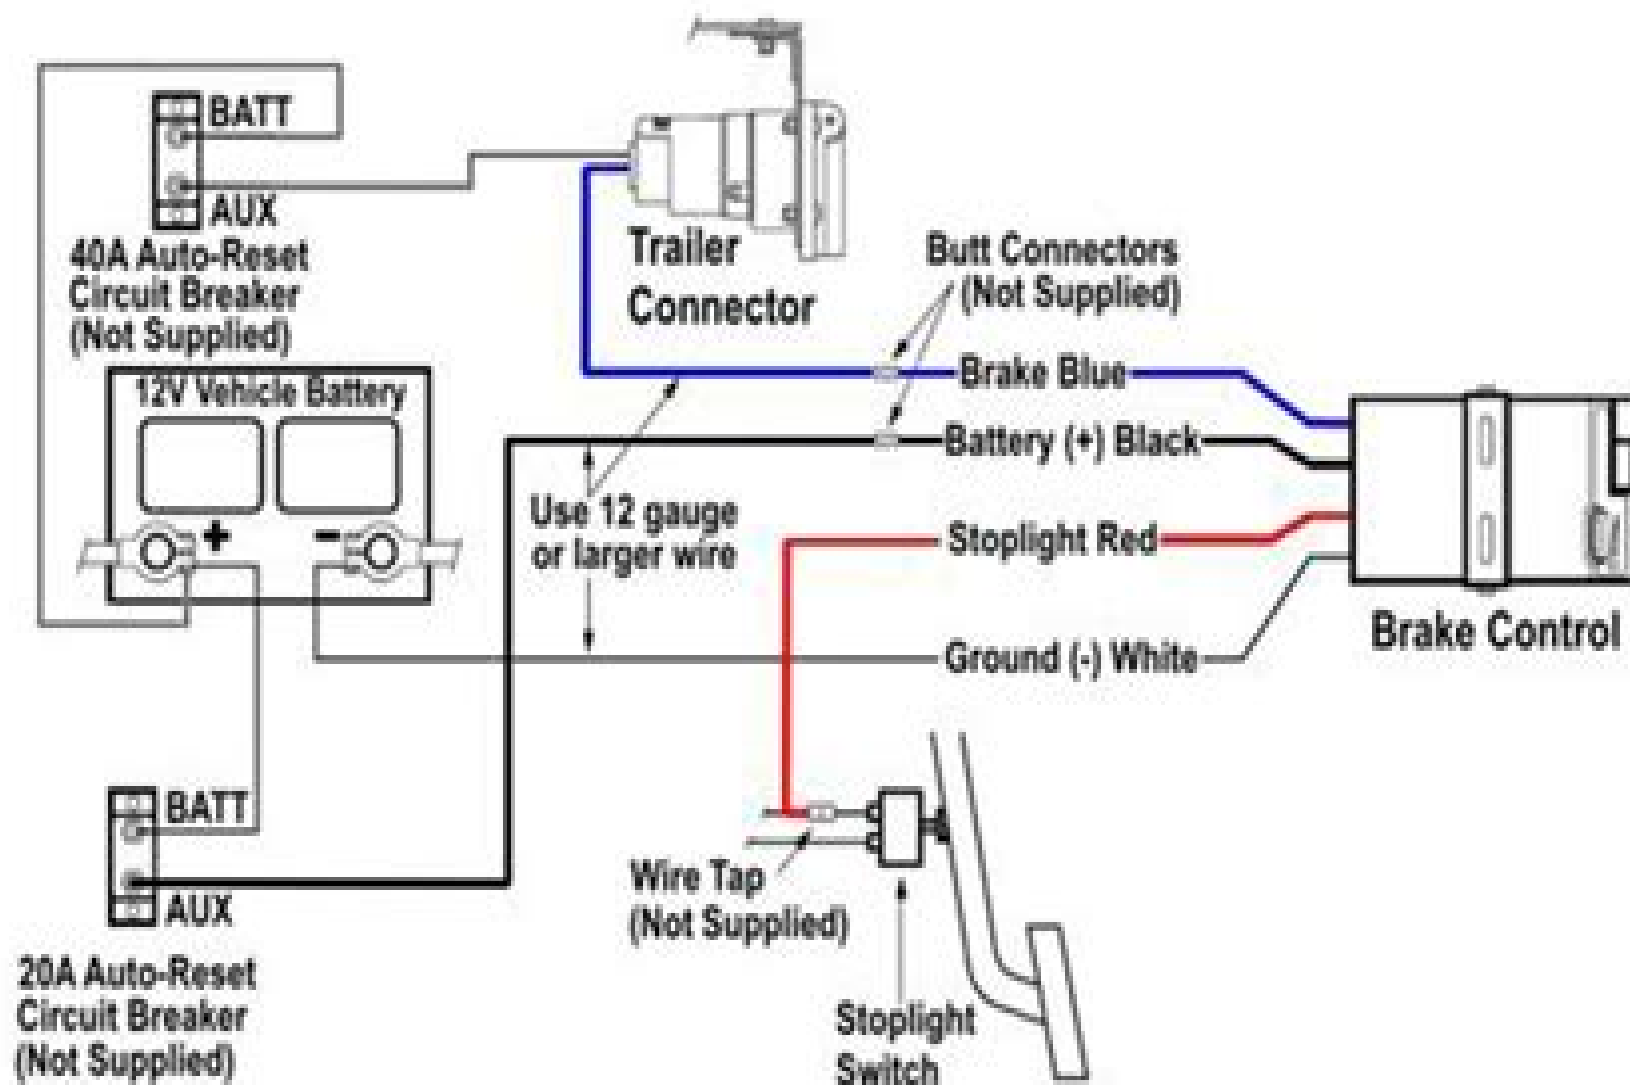 BATT
AUX
40A Auto-Reset
Circuit Breaker
(Not Supplied)
Trailer
Connector
Butt Connectors
(Not Supplied)
12V Vehicle Battery
+
-
Brake Blue
Battery (+) Black
Use 12 gauge
or larger wire
Stoplight Red
Ground (-) White
Brake Control
BATT
AUX
20A Auto-Reset
Circuit Breaker
(Not Supplied)
Wire Tap
(Not Supplied)
Stoplight
Switch